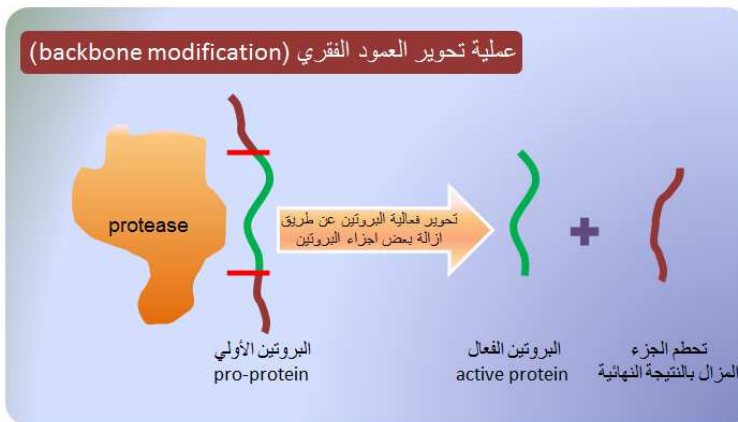 عملية تحوير العمود الفقري (backbone modification)
protease
تحوير فعالية البروتين عن طريق
ازالة بعض اجزاء البروتين
البروتين الأولي
pro-protein
البروتين الفعال
active protein
تحطم الجزء
المزال بالنتيجة النهائية